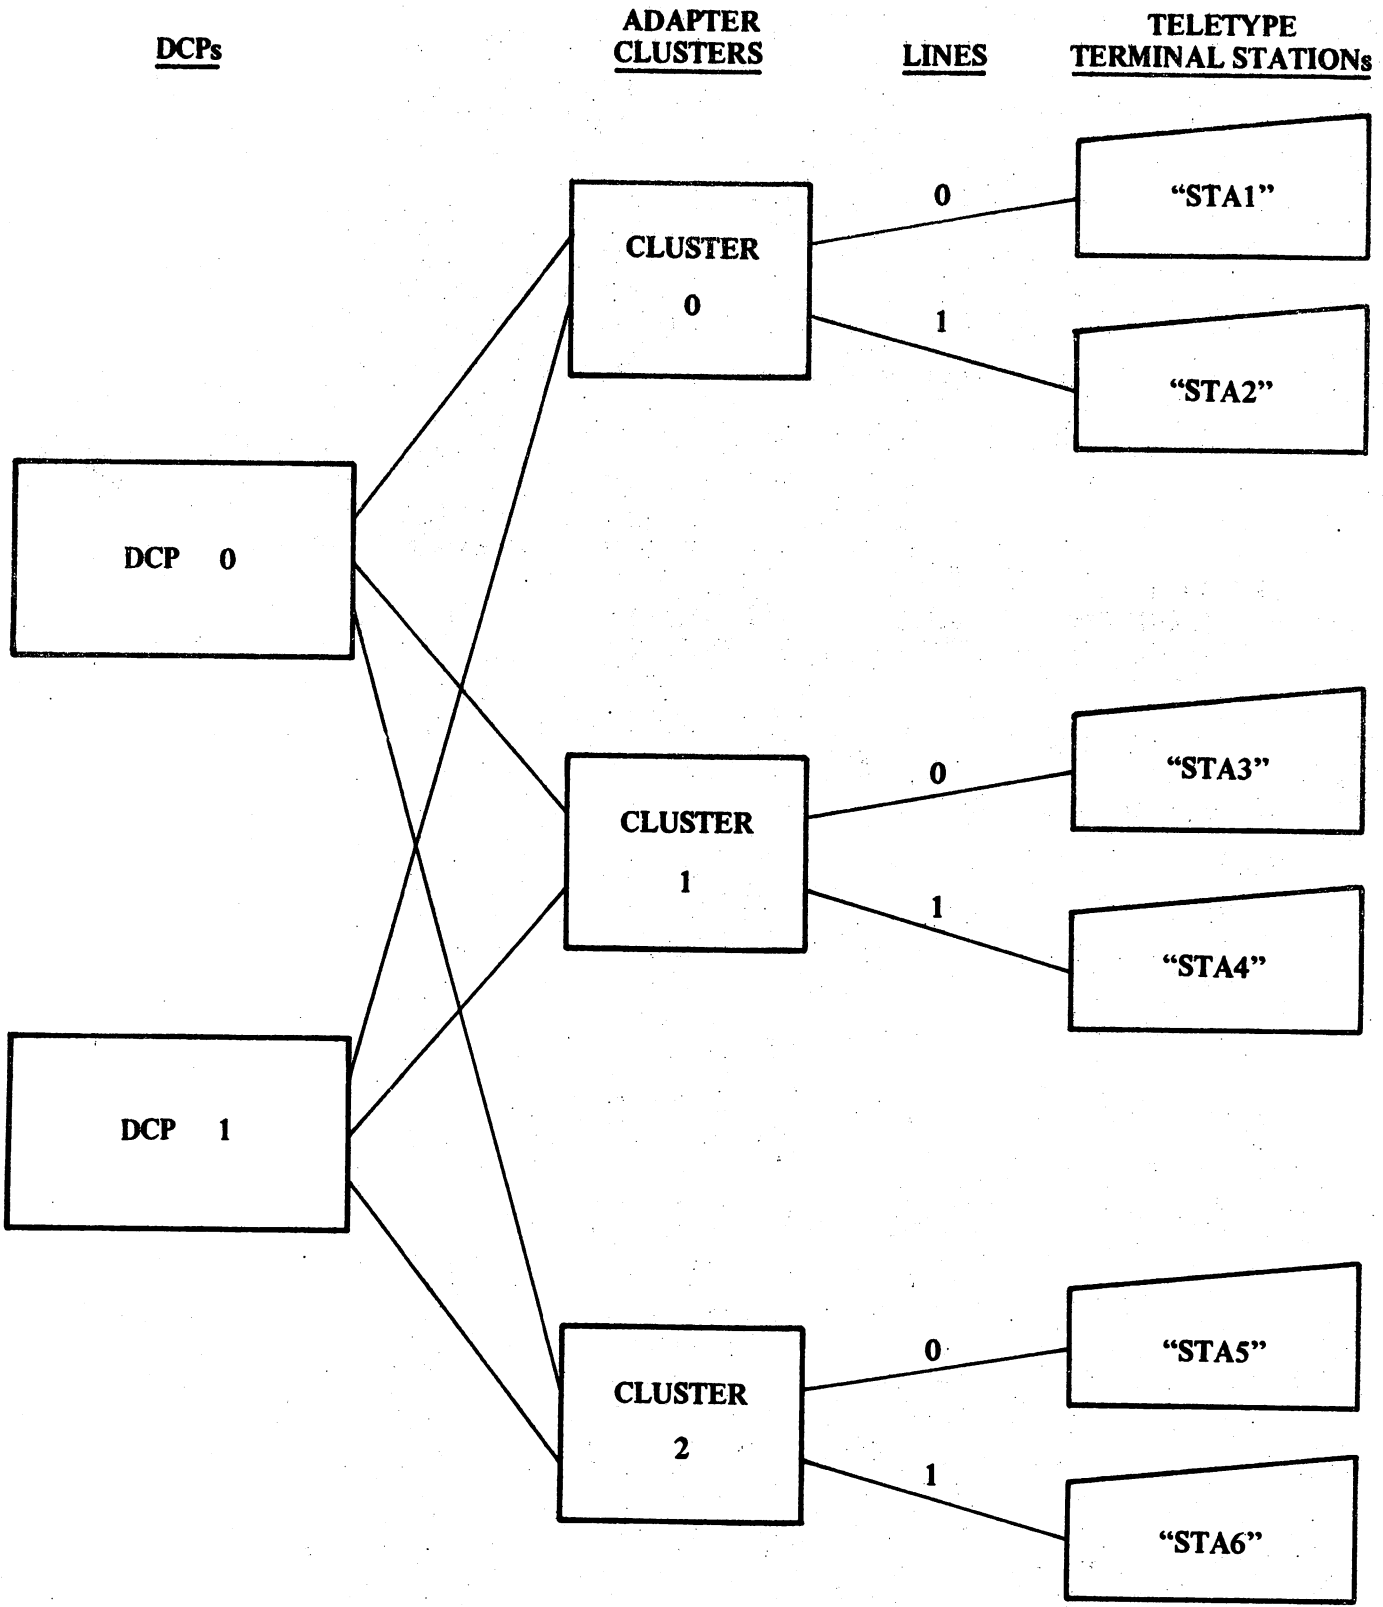 DCPs
ADAPTER
CLUSTERS
LINES
TELETYPE
TERMINAL STATIONs
CLUSTER
0
0
1
“STA1”
“STA2”
DCP 0
CLUSTER
1
0
1
“STA3”
“STA4”
DCP 1
CLUSTER
2
0
1
“STA5”
“STA6”